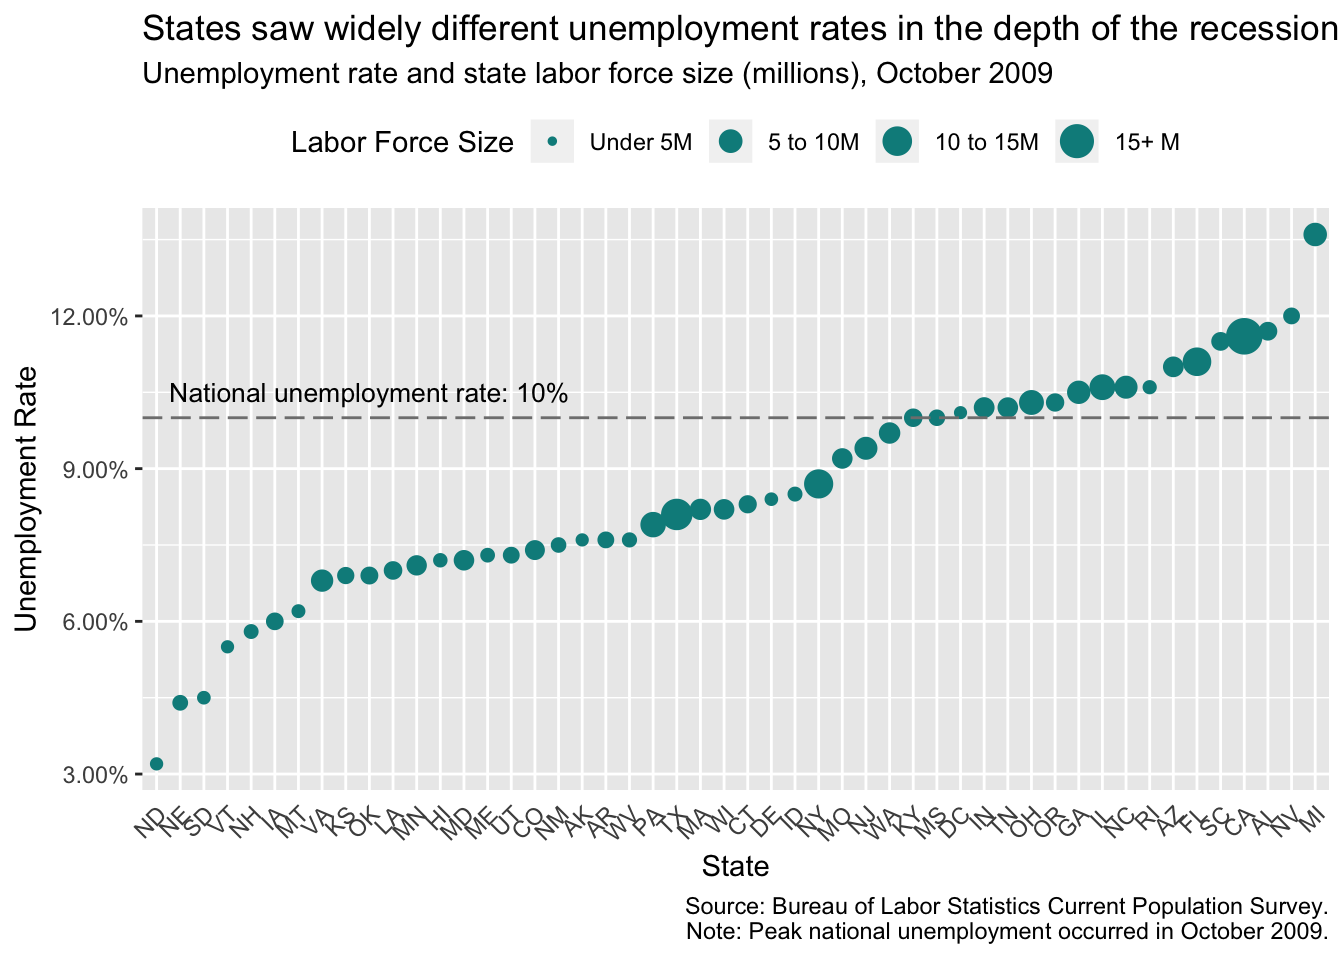 States saw widely different unemployment rates in the depth of the recession
Unemployment rate and state labor force size (millions), October 2009
Labor Force Size Under 5M 5 to 10M 10 to 15M 15+ M
12.00%
National unemployment rate: 10%
9.00%
6.00%
3.00%
Unemployment Rate
ND NE SD VT NH IA MT VA KS OK LA MN HI MD ME UT CO NM AK AR WV PA TX MA WI CT DE ID NY MO NJ WA KY MS DC IN TN OH OR GA IL NC RI AZ FL SC CA AL NV MI
State
Source: Bureau of Labor Statistics Current Population Survey.
Note: Peak national unemployment occurred in October 2009.